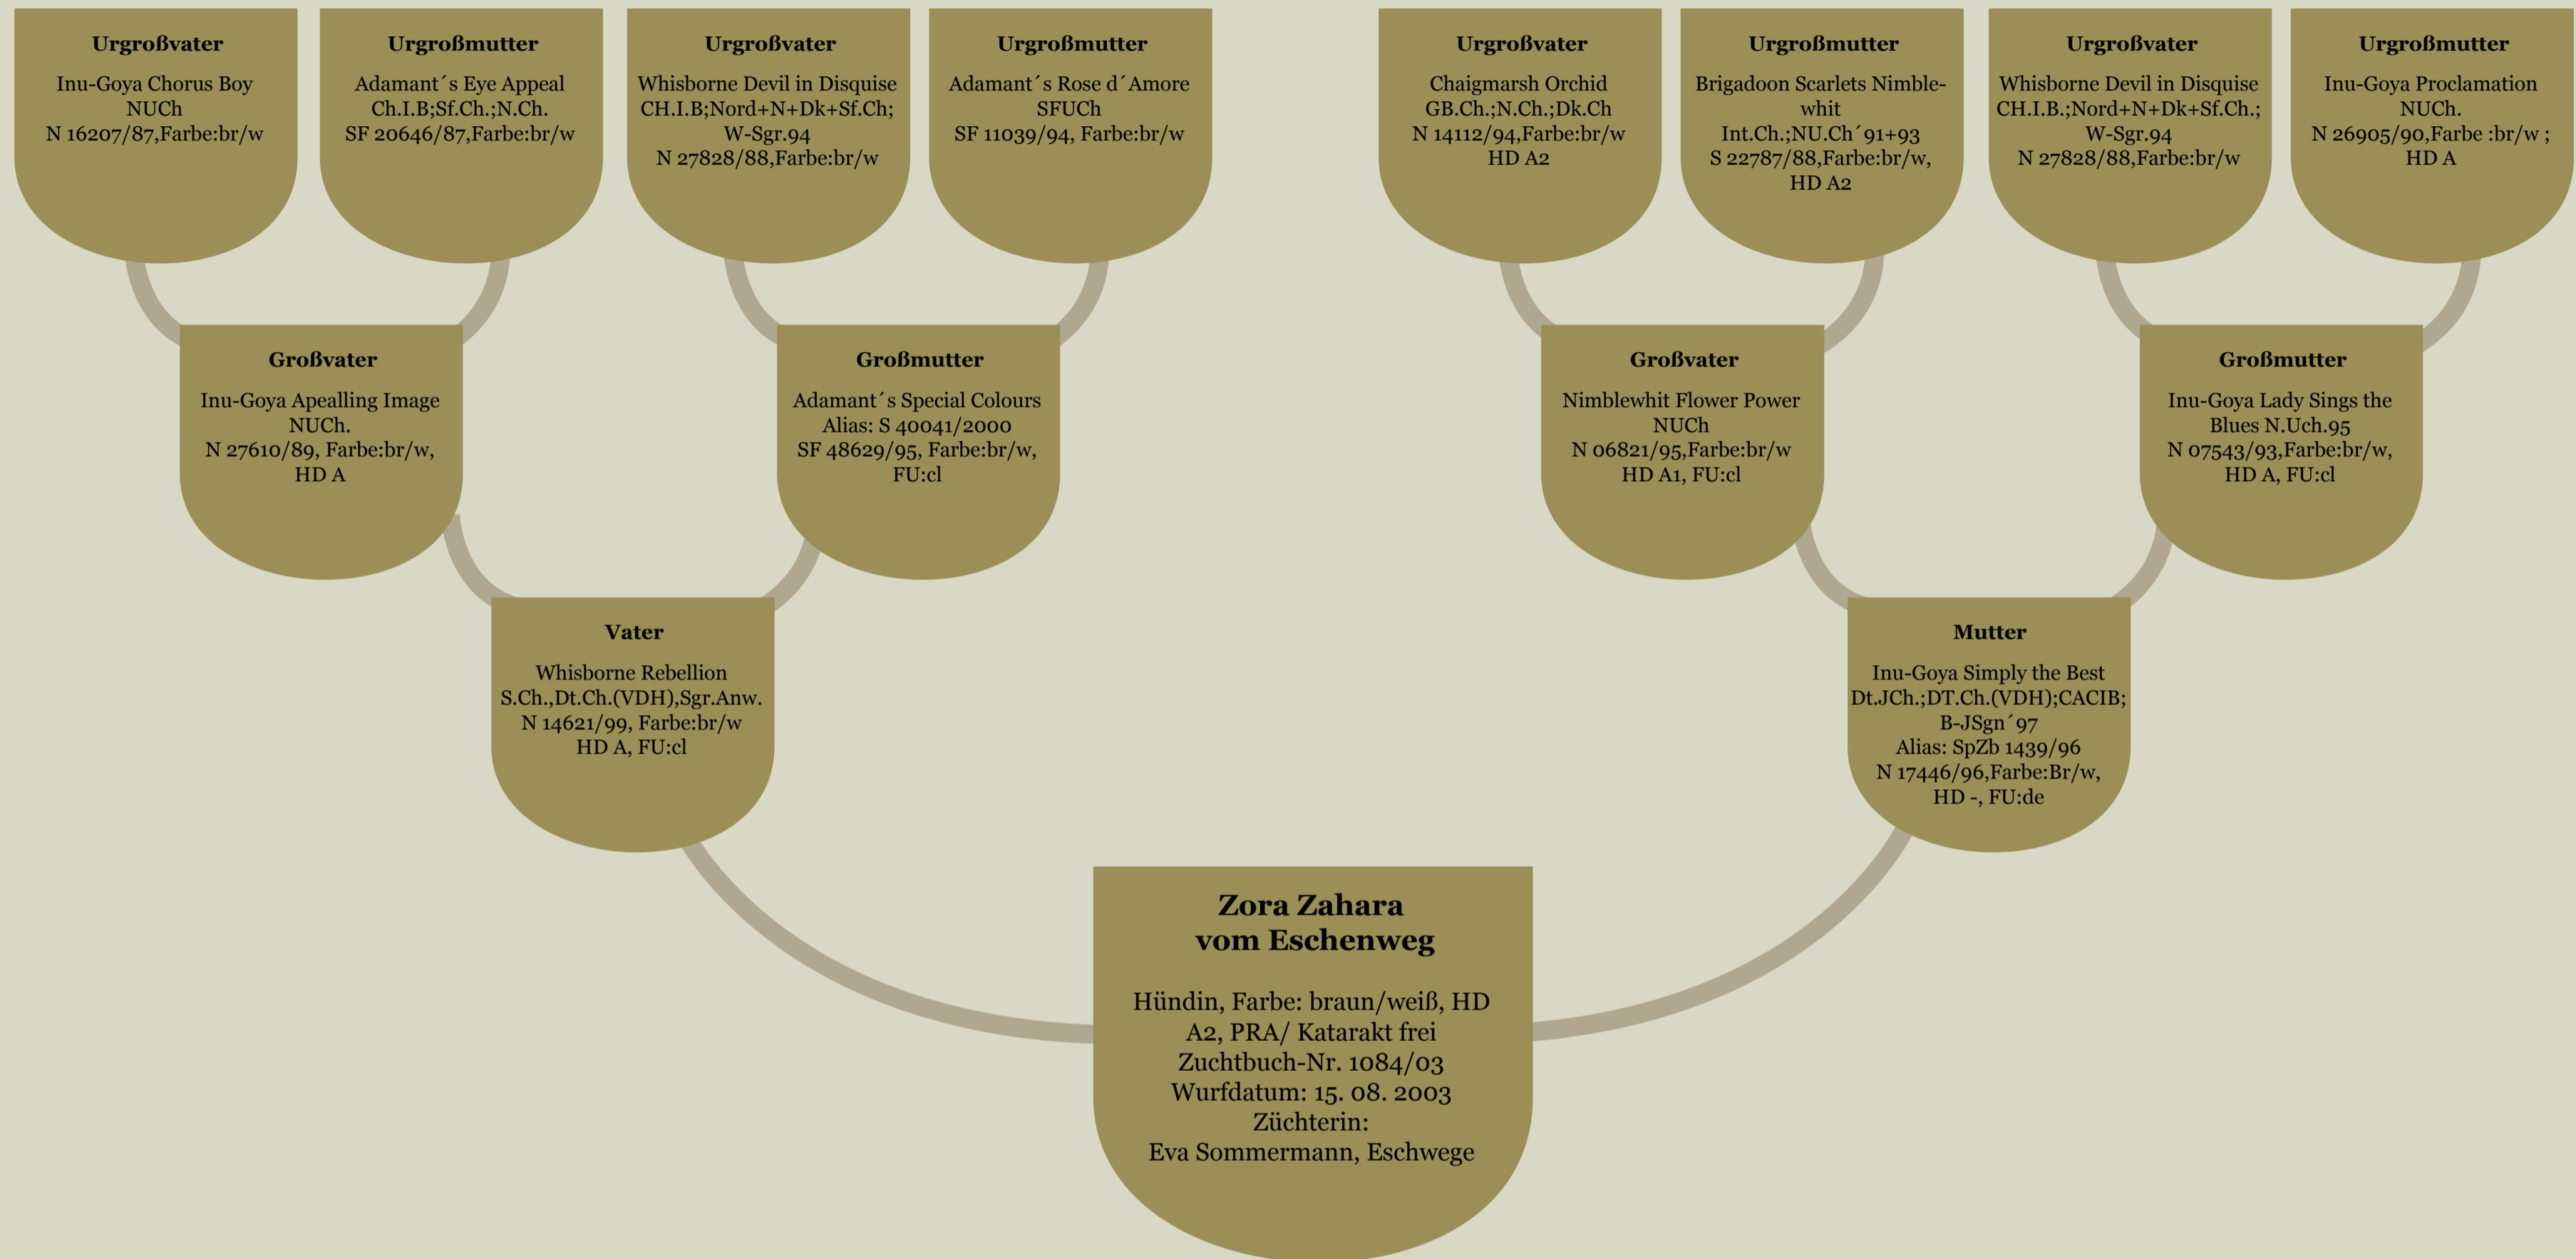 Urgroßvater
Inu-Goya Chorus Boy
NUCh
N 16207/87,Farbe:br/w
Urgroßmutter
Adamant´s Eye Appeal
Ch.I.B;Sf.Ch.;N.Ch.
SF 20646/87,Farbe:br/w
Urgroßvater
Whisborne Devil in Disquise
CH.I.B;Nord+N+Dk+Sf.Ch;
W-Sgr.94
N 27828/88,Farbe:br/w
Urgroßmutter
Adamant´s Rose d´Amore
SFUCh
SF 11039/94, Farbe:br/w
Urgroßvater
Chaigmarsh Orchid
GB.Ch.;N.Ch.;Dk.Ch
N 14112/94,Farbe:br/w
HD A2
Urgroßmutter
Brigadoon Scarlets Nimble-
whit
Int.Ch.;NU.Ch´91+93
S 22787/88,Farbe:br/w,
HD A2
Urgroßvater
Whisborne Devil in Disquise
CH.I.B.;Nord+N+Dk+Sf.Ch.;
W-Sgr.94
N 27828/88,Farbe:br/w
Urgroßmutter
Inu-Goya Proclamation
NUCh.
N 26905/90,Farbe :br/w ;
HD A
Großvater
Inu-Goya Apealling Image
NUCh.
N 27610/89, Farbe:br/w,
HD A
Großmutter
Adamant´s Special Colours
Alias: S 40041/2000
SF 48629/95, Farbe:br/w,
FU:cl
Großvater
Nimblewhit Flower Power
NUCh
N 06821/95,Farbe:br/w
HD A1, FU:cl
Großmutter
Inu-Goya Lady Sings the
Blues N.Uch.95
N 07543/93,Farbe:br/w,
HD A, FU:cl
Vater
Whisborne Rebellion
S.Ch.,Dt.Ch.(VDH),Sgr.Anw.
N 14621/99, Farbe:br/w
HD A, FU:cl
Mutter
Inu-Goya Simply the Best
Dt.JCh.;DT.Ch.(VDH);CACIB;
B-JSgn´97
Alias: SpZb 1439/96
N 17446/96,Farbe:Br/w,
HD -, FU:de
Zora Zahara
vom Eschenweg
Hündin, Farbe: braun/weiß, HD
A2, PRA/ Katarakt frei
Zuchtbuch-Nr. 1084/03
Wurfdatum: 15. 08. 2003
Züchterin:
Eva Sommermann, Eschwege